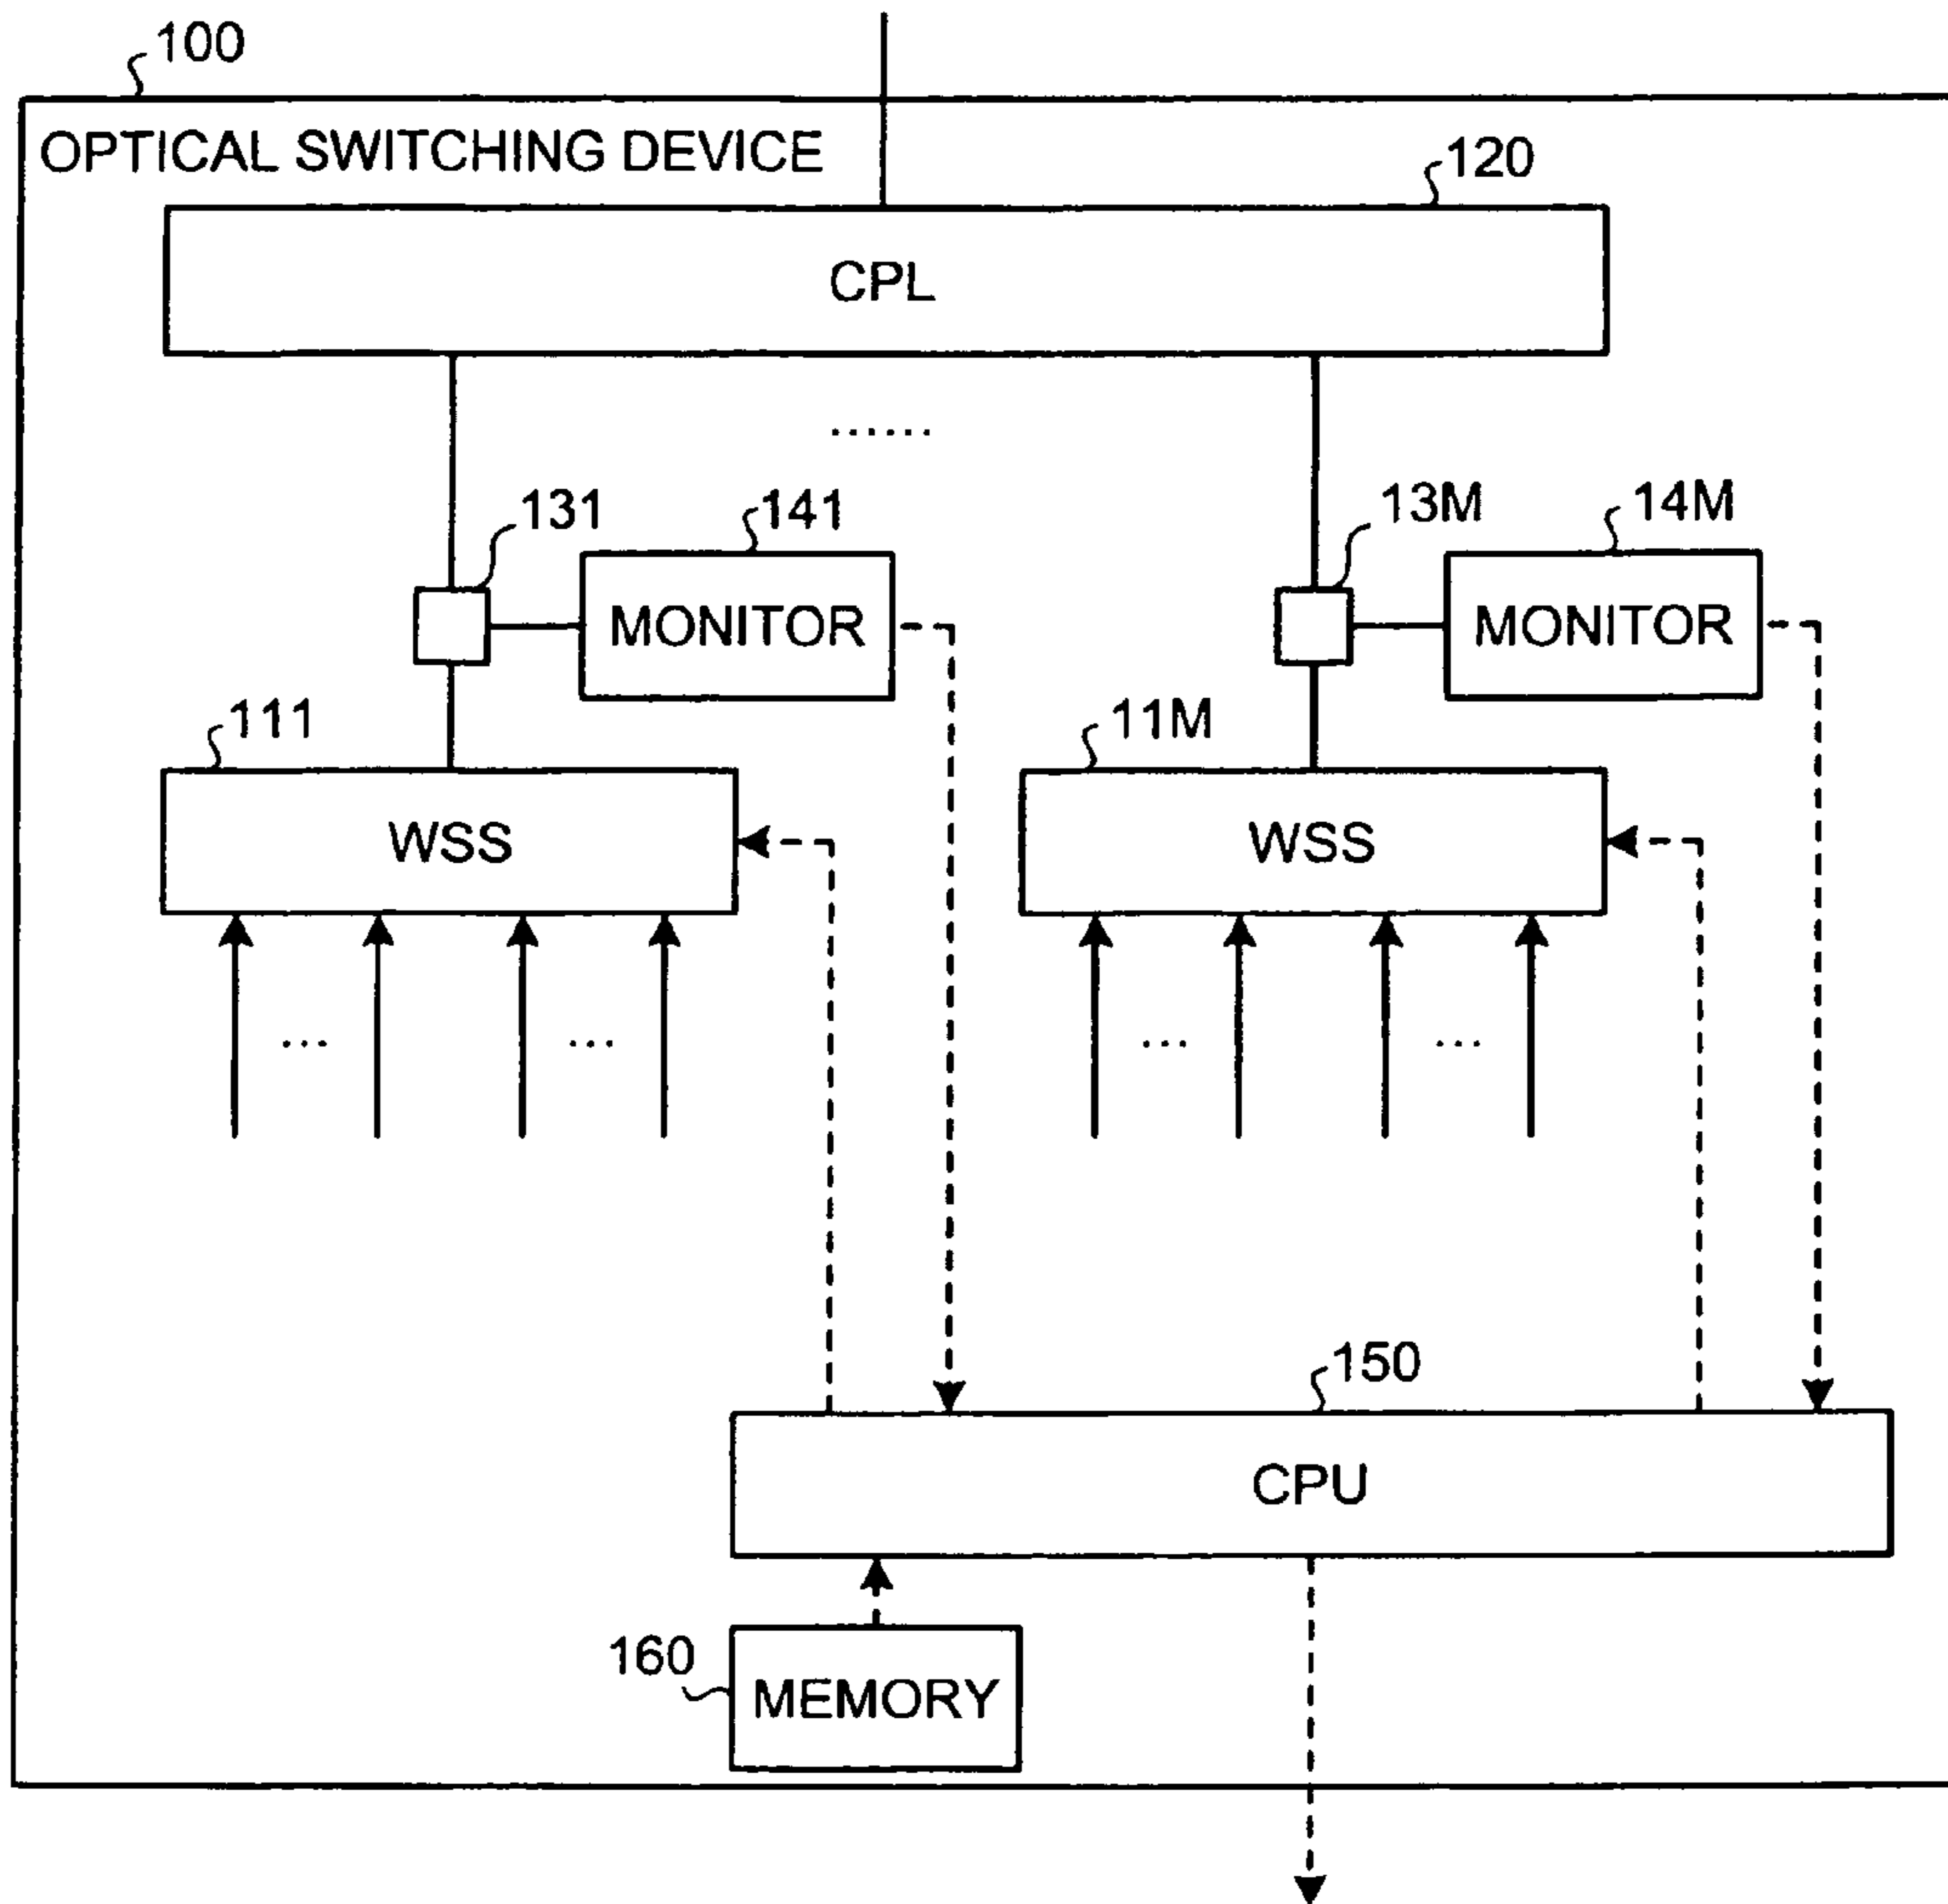 100
OPTICAL SWITCHING DEVICE
120
CPL
......
131
141
13M
14M
MONITOR
MONITOR
111
11M
WSS
WSS
...
...
...
...
150
CPU
160
MEMORY